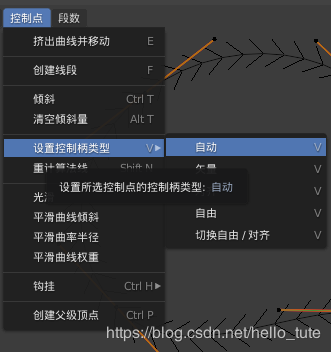 控制点 段数
挤出曲线并移动 E
创建线段 F
倾斜 Ctrl T
清空倾斜量 Alt T
设置控制柄类型 V
自动 V
重计算法线 Shift N
矢量 V
设置所选控制点的控制柄类型: 自动
V
光滑
平滑曲线倾斜
自由 V
平滑曲率半径
切换自由 / 对齐 V
平滑曲线权重
钩挂 Ctrl H
创建父级顶点 Ctrl P
https://blog.csdn.net/hello_tute